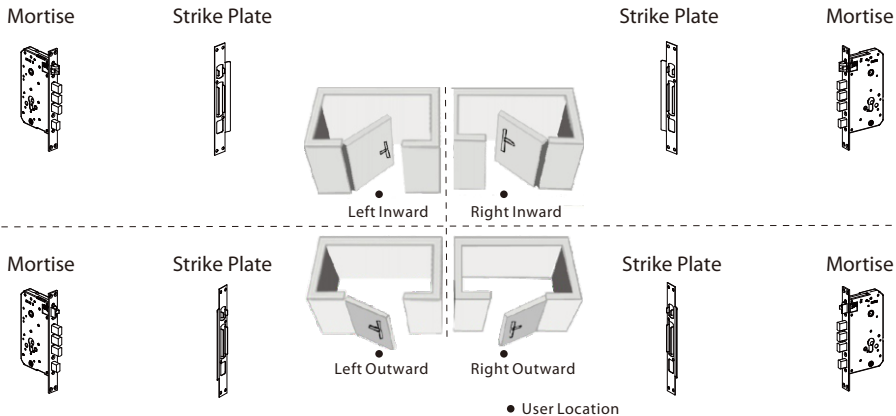 Mortise Strike Plate Strike Plate Mortise
Left Inward Right Inward
Mortise Strike Plate Strike Plate Mortise
Left Outward Right Outward
User Location